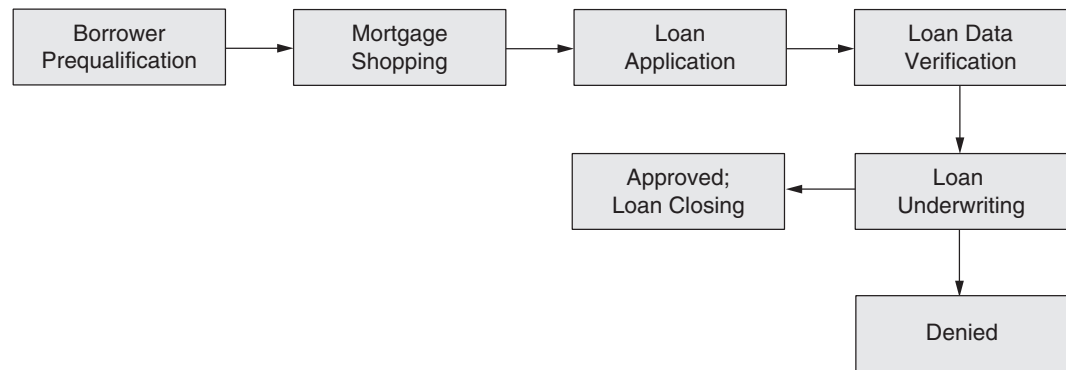 Borrower
Prequalification
Mortgage
Shopping
Loan
Application
Loan Data
Verification
Approved;
Loan Closing
Loan
Underwriting
Denied